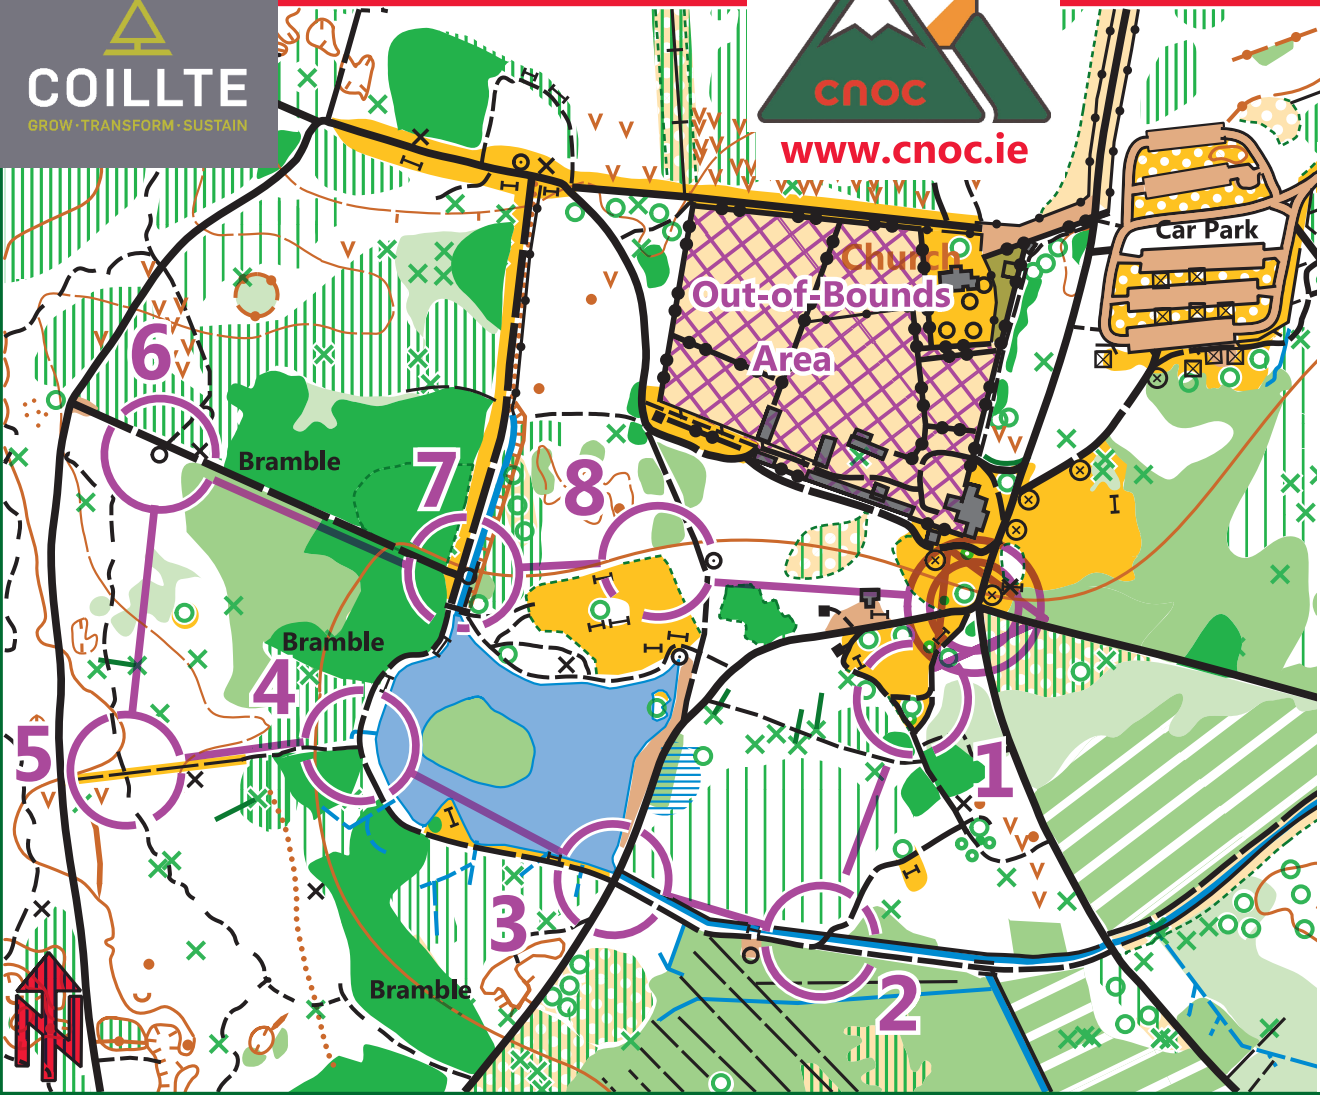 COILLTE
GROW·TRANSFORM·SUSTAIN
cnoc
www.cnoc.ie
Car Park
Church
Out-of-Bounds
Area
6
Bramble
7
8
Bramble
4
5
1
3
Bramble
2
N